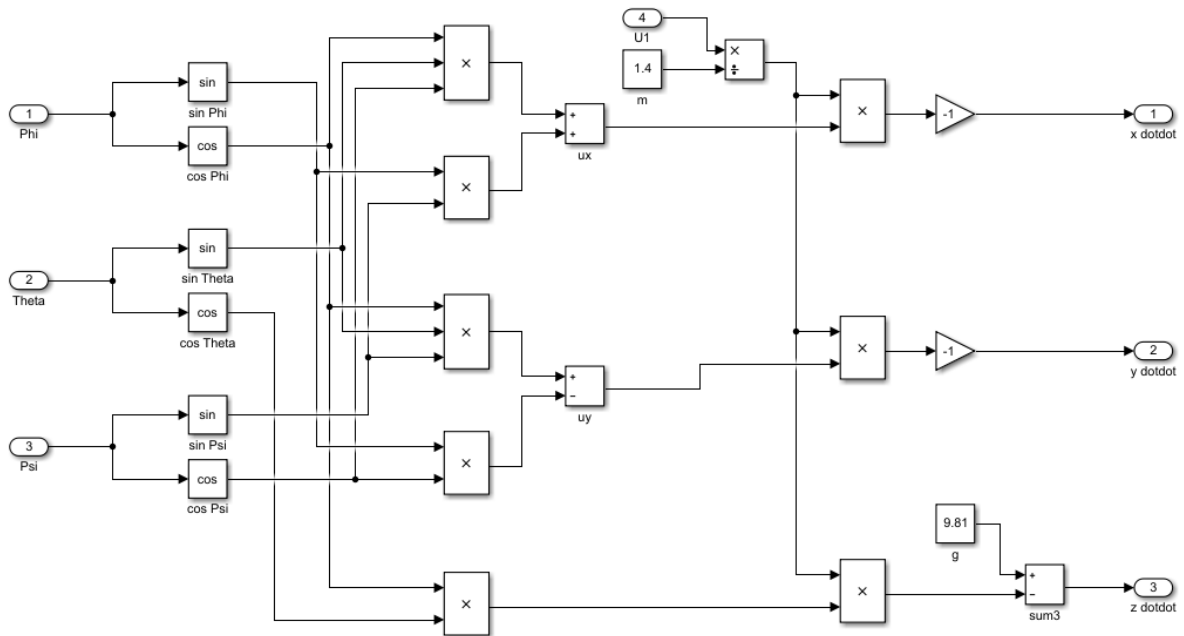 4
U1
1.4
m
×
÷
×
sin
sin Phi
1
Phi
cos
cos Phi
×
+
+
ux
×
-1
1
x dotdot
×
sin
sin Theta
2
Theta
cos
cos Theta
×
+
−
uy
×
-1
2
y dotdot
sin
sin Psi
3
Psi
cos
cos Psi
×
9.81
g
×
×
+
−
sum3
3
z dotdot